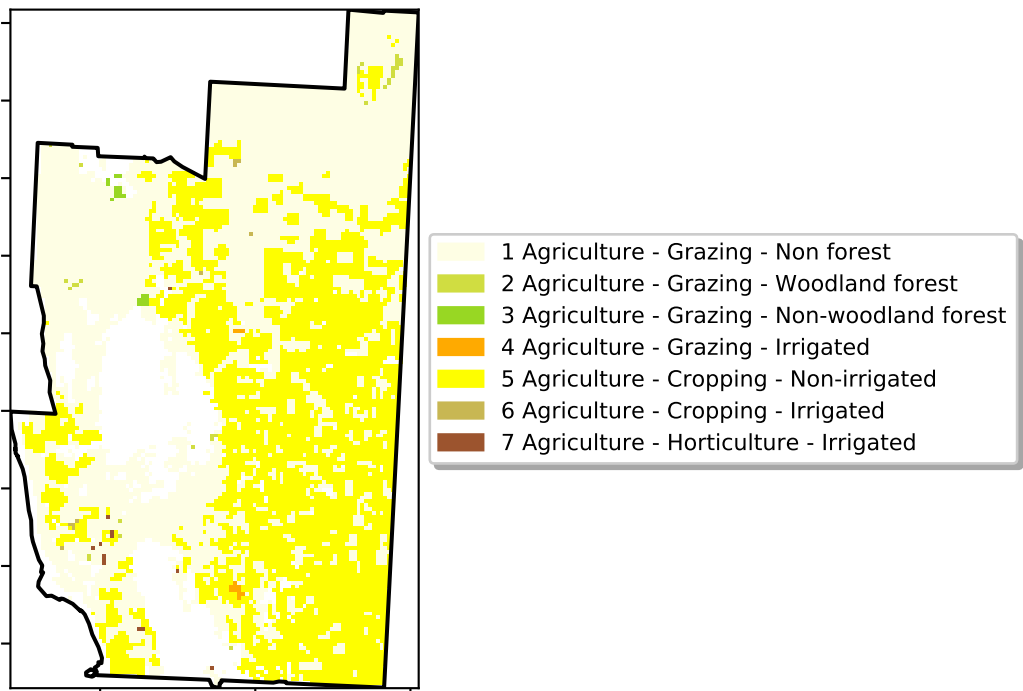 1 Agriculture - Grazing - Non forest
2 Agriculture - Grazing - Woodland forest
3 Agriculture - Grazing - Non-woodland forest
4 Agriculture - Grazing - Irrigated
5 Agriculture - Cropping - Non-irrigated
6 Agriculture - Cropping - Irrigated
7 Agriculture - Horticulture - Irrigated